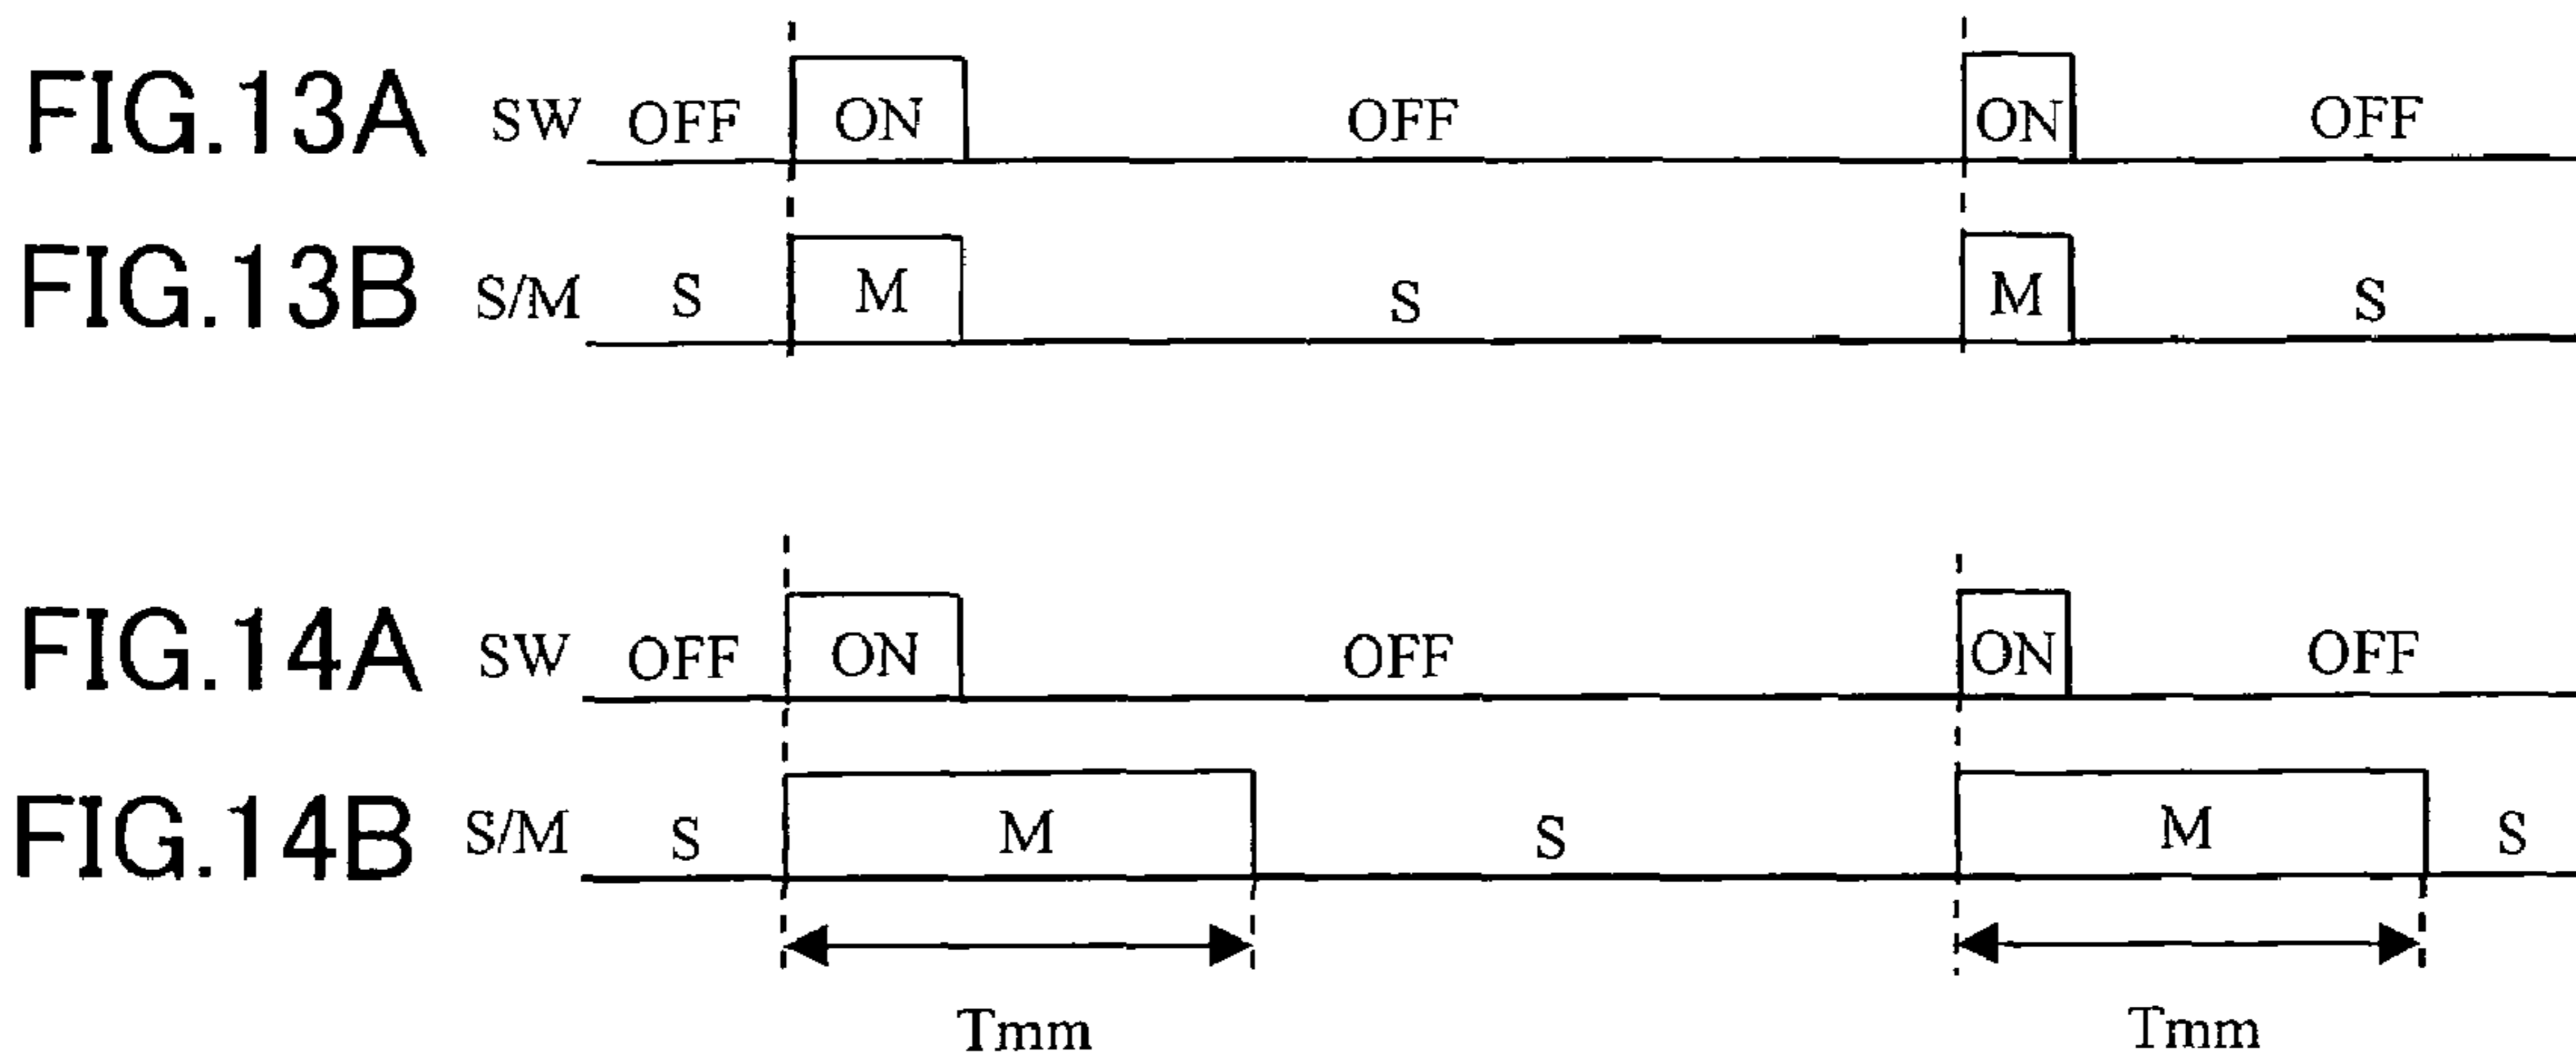 FIG.13A SW OFF ON OFF ON OFF
FIG.13B S/M S M S M S
FIG.14A SW OFF ON OFF ON OFF
FIG.14B S/M S M S M S
Tmm Tmm